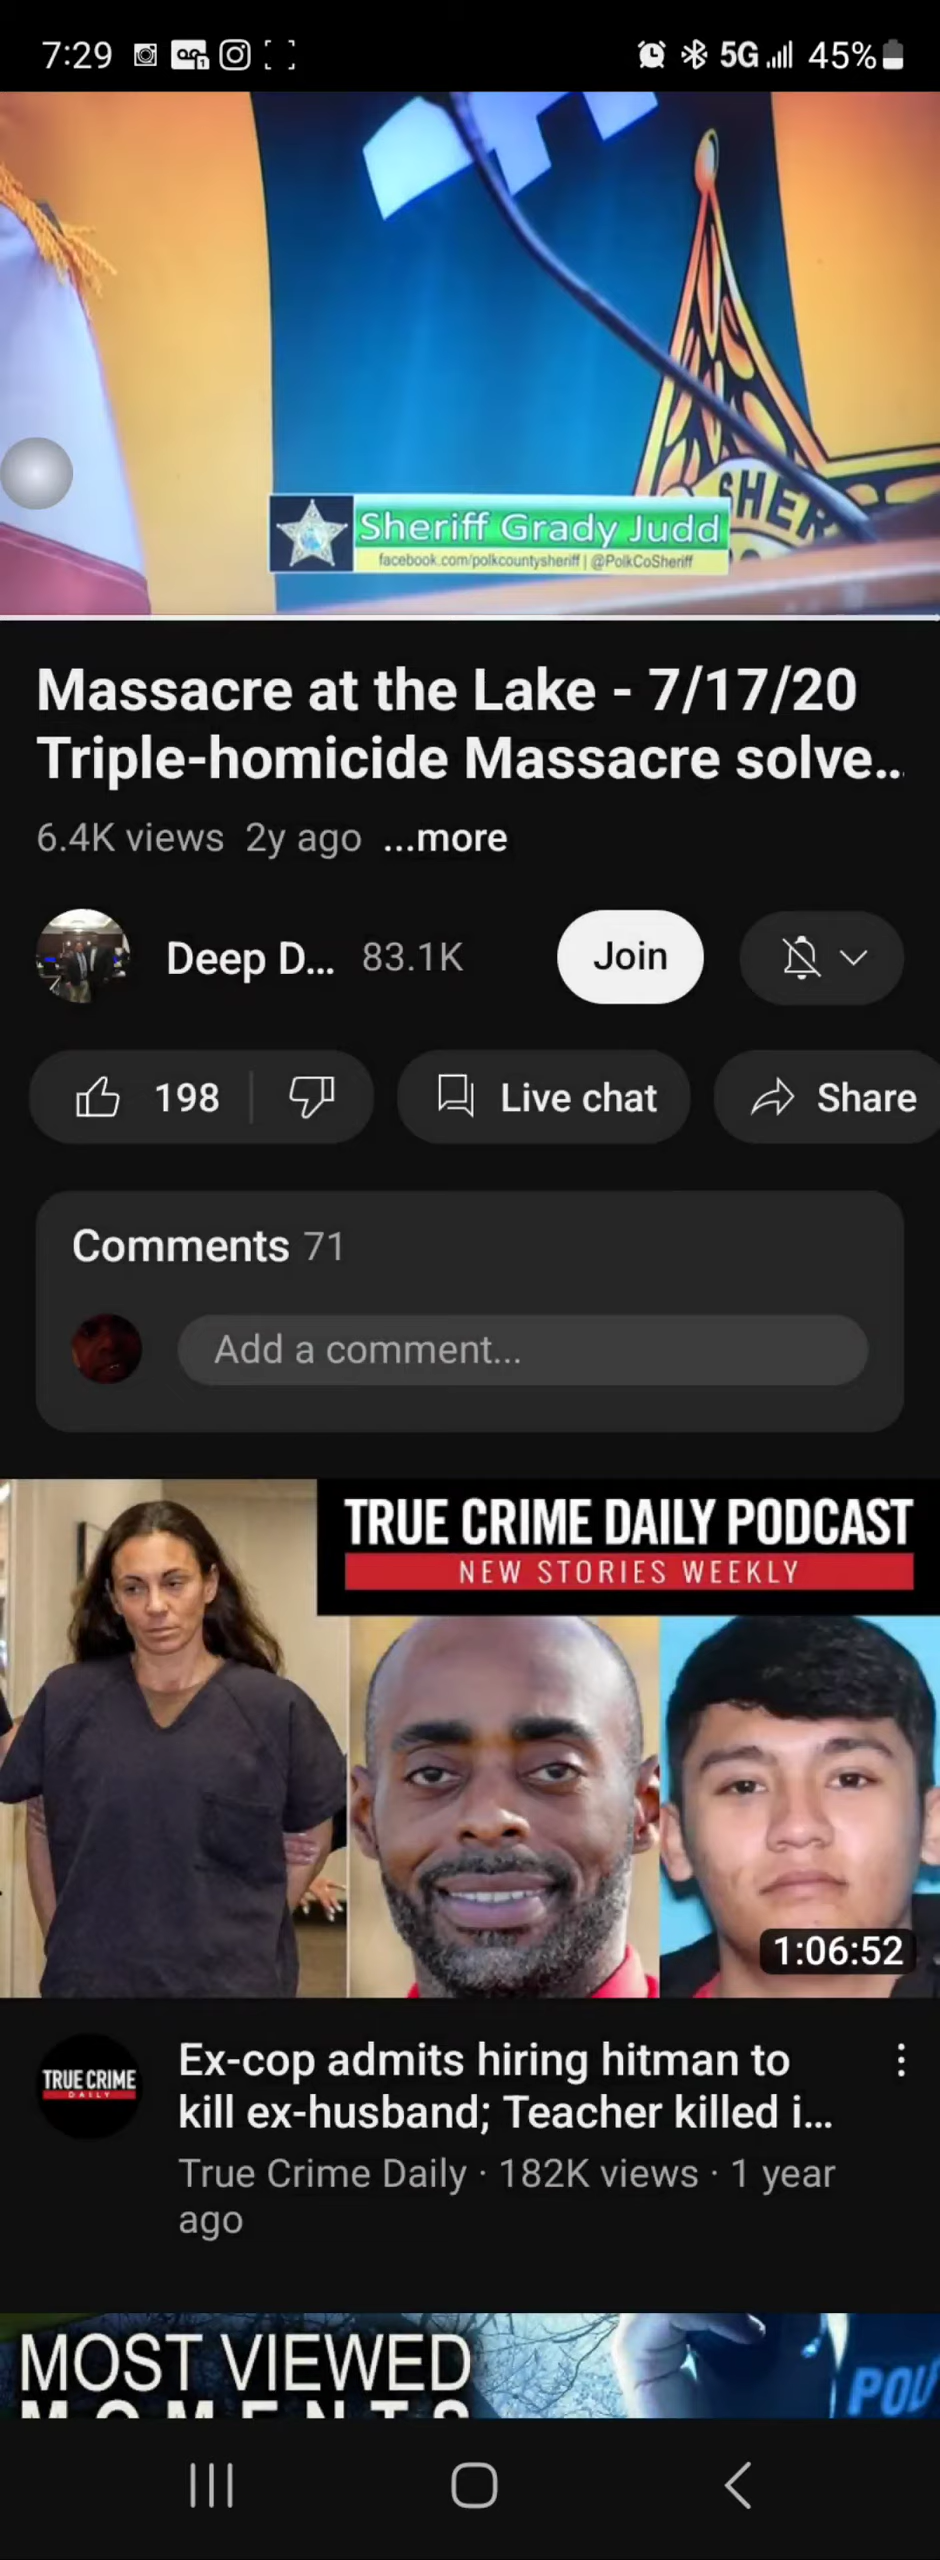 7:29
5G 45%
SHER
Sheriff Grady Judd
facebook.com/polkcountysheriff | @PolkCoSheriff
Massacre at the Lake - 7/17/20
Triple-homicide Massacre solve...
6.4K views 2y ago ...more
Deep D... 83.1K Join
198 Live chat Share
Comments 71
Add a comment...
TRUE CRIME DAILY PODCAST
NEW STORIES WEEKLY
1:06:52
TRUE CRIME
DAILY
Ex-cop admits hiring hitman to
kill ex-husband; Teacher killed i...
True Crime Daily · 182K views · 1 year
ago
MOST VIEWED
MOMENTS
POL